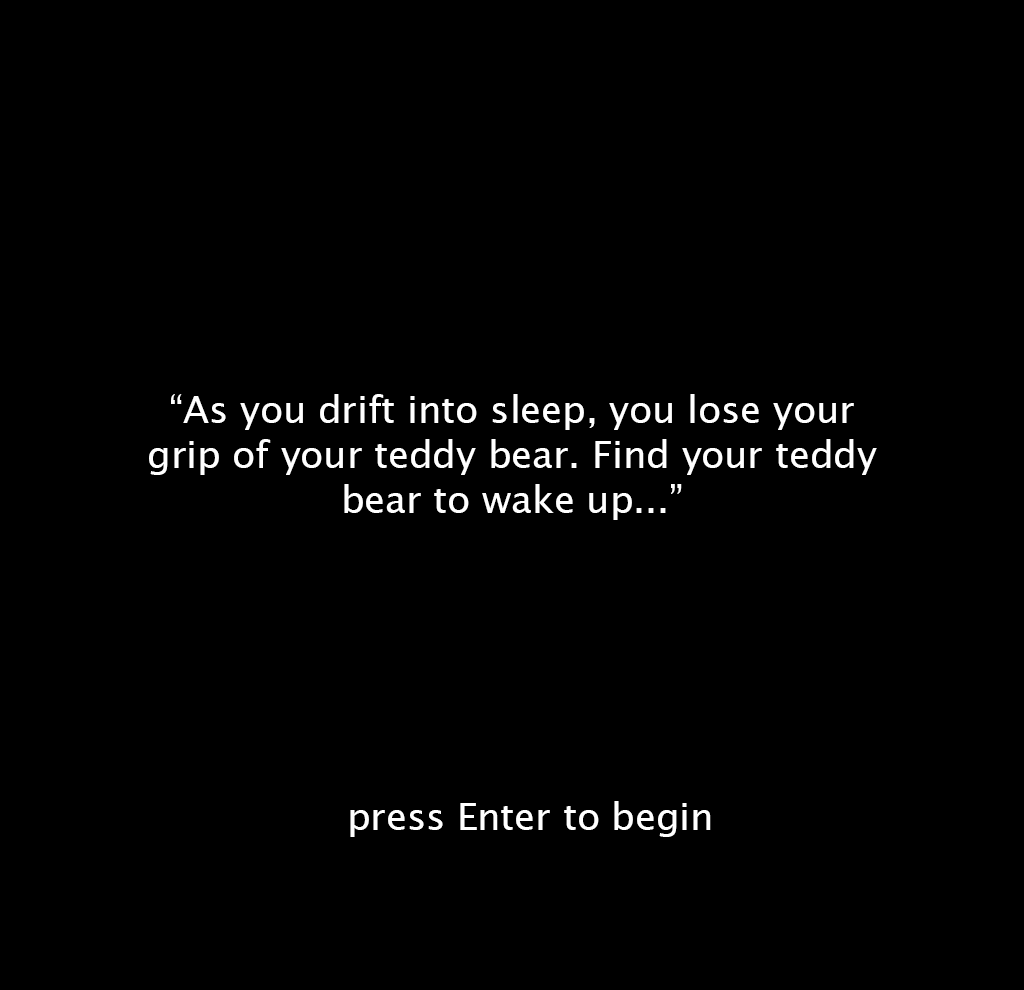 “As you drift into sleep, you lose your
grip of your teddy bear. Find your teddy
bear to wake up...”
press Enter to begin